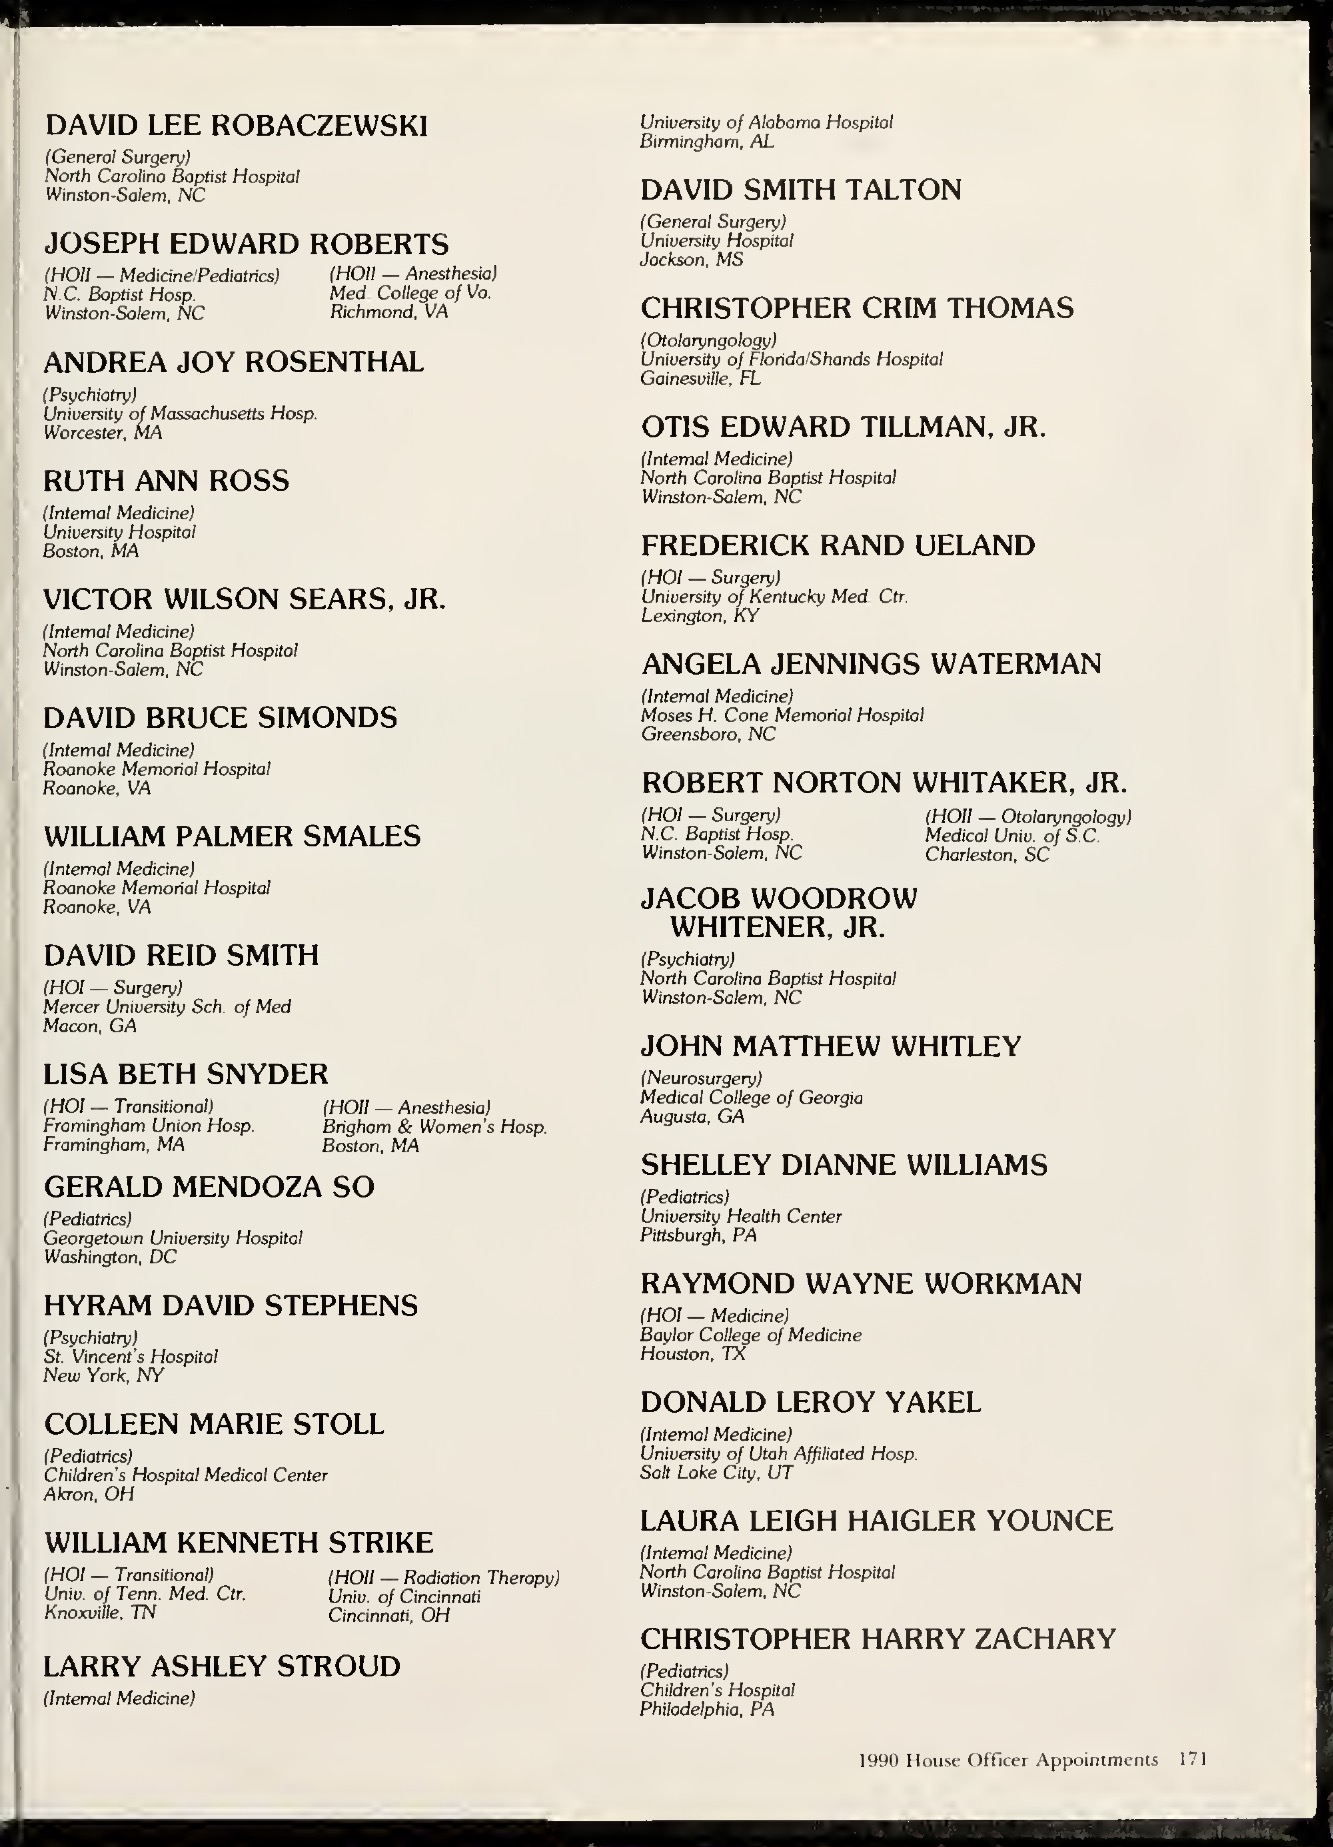 DAVID LEE ROBACZEWSKI
(General Surgery)
North Carolina Baptist Hospital
Winston-Salem, NC
JOSEPH EDWARD ROBERTS
(HOII — Medicine/Pediatrics)
N.C. Baptist Hosp.
Winston-Salem, NC
(HOII — Anesthesia)
Med. College of Va.
Richmond, VA
ANDREA JOY ROSENTHAL
(Psychiatry)
University of Massachusetts Hosp.
Worcester, MA
RUTH ANN ROSS
(Internal Medicine)
University Hospital
Boston, MA
VICTOR WILSON SEARS, JR.
(Internal Medicine)
North Carolina Baptist Hospital
Winston-Salem, NC
DAVID BRUCE SIMONDS
(Internal Medicine)
Roanoke Memorial Hospital
Roanoke, VA
WILLIAM PALMER SMALES
(Internal Medicine)
Roanoke Memorial Hospital
Roanoke, VA
DAVID REID SMITH
(HOI — Surgery)
Mercer University Sch. of Med
Macon, GA
LISA BETH SNYDER
(HOI — Transitional)
Framingham Union Hosp.
Framingham, MA
(HOII — Anesthesia)
Brigham & Women's Hosp.
Boston, MA
GERALD MENDOZA SO
(Pediatrics)
Georgetown University Hospital
Washington, DC
HYRAM DAVID STEPHENS
(Psychiatry)
St. Vincent's Hospital
New York, NY
COLLEEN MARIE STOLL
(Pediatrics)
Children's Hospital Medical Center
Akron, OH
WILLIAM KENNETH STRIKE
(HOI — Transitional)
Univ. of Tenn. Med. Ctr.
Knoxville, TN
(HOII — Radiation Therapy)
Univ. of Cincinnati
Cincinnati, OH
LARRY ASHLEY STROUD
(Internal Medicine)
University of Alabama Hospital
Birmingham, AL
DAVID SMITH TALTON
(General Surgery)
University Hospital
Jackson, MS
CHRISTOPHER CRIM THOMAS
(Otolaryngology)
University of Florida/Shands Hospital
Gainesville, FL
OTIS EDWARD TILLMAN, JR.
(Internal Medicine)
North Carolina Baptist Hospital
Winston-Salem, NC
FREDERICK RAND UELAND
(HOI — Surgery)
University of Kentucky Med. Ctr.
Lexington, KY
ANGELA JENNINGS WATERMAN
(Internal Medicine)
Moses H. Cone Memorial Hospital
Greensboro, NC
ROBERT NORTON WHITAKER, JR.
(HOI — Surgery)
N.C. Baptist Hosp.
Winston-Salem, NC
(HOII — Otolaryngology)
Medical Univ. of S.C.
Charleston, SC
JACOB WOODROW
WHITENER, JR.
(Psychiatry)
North Carolina Baptist Hospital
Winston-Salem, NC
JOHN MATTHEW WHITLEY
(Neurosurgery)
Medical College of Georgia
Augusta, GA
SHELLEY DIANNE WILLIAMS
(Pediatrics)
University Health Center
Pittsburgh, PA
RAYMOND WAYNE WORKMAN
(HOI — Medicine)
Baylor College of Medicine
Houston, TX
DONALD LEROY YAKEL
(Internal Medicine)
University of Utah Affiliated Hosp.
Salt Lake City, UT
LAURA LEIGH HAIGLER YOUNCE
(Internal Medicine)
North Carolina Baptist Hospital
Winston-Salem, NC
CHRISTOPHER HARRY ZACHARY
(Pediatrics)
Children's Hospital
Philadelphia, PA
1990 House Officer Appointments 171